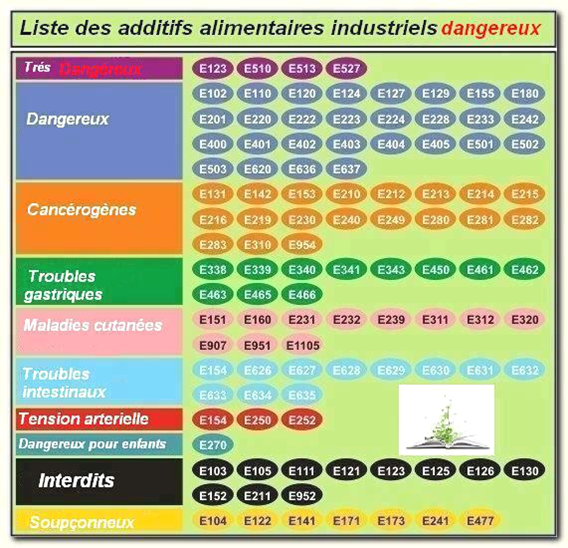 Liste des additifs alimentaires industriels dangereux
Trés Dangereux E123 E510 E513 E527
E102 E110 E120 E124 E127 E129 E155 E180
Dangereux E201 E220 E222 E223 E224 E228 E233 E242
E400 E401 E402 E403 E404 E405 E501 E502
E503 E620 E636 E637
E131 E142 E153 E210 E212 E213 E214 E215
Cancérogènes E216 E219 E230 E240 E249 E280 E281 E282
E283 E310 E954
Troubles E338 E339 E340 E341 E343 E450 E461 E462
gastriques E463 E465 E466
Maladies cutanées E151 E160 E231 E232 E239 E311 E312 E320
E907 E951 E1105
Troubles E154 E626 E627 E628 E629 E630 E631 E632
intestinaux E633 E634 E635
Tension arterielle E154 E250 E252
Dangereux pour enfants E270
Interdits E103 E105 E111 E121 E123 E125 E126 E130
E152 E211 E952
Soupçonneux E104 E122 E141 E171 E173 E241 E477